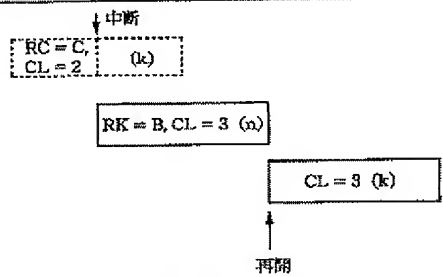 中断
RC = C,
CL = 2
(k)
RK = B, CL = 3 (n)
CL = 3 (k)
再開